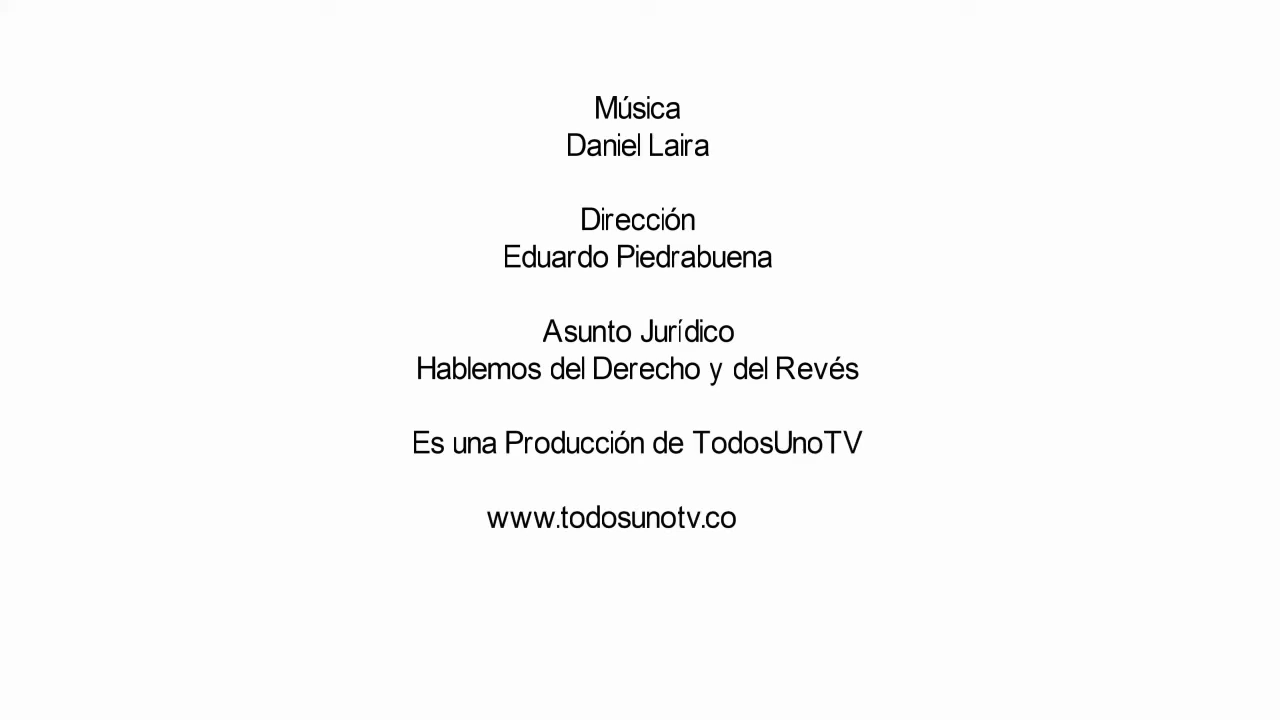 Música
Daniel Laira
Dirección
Eduardo Piedrabuena
Asunto Jurídico
Hablemos del Derecho y del Revés
Es una Producción de TodosUnoTV
www.todosunotv.co